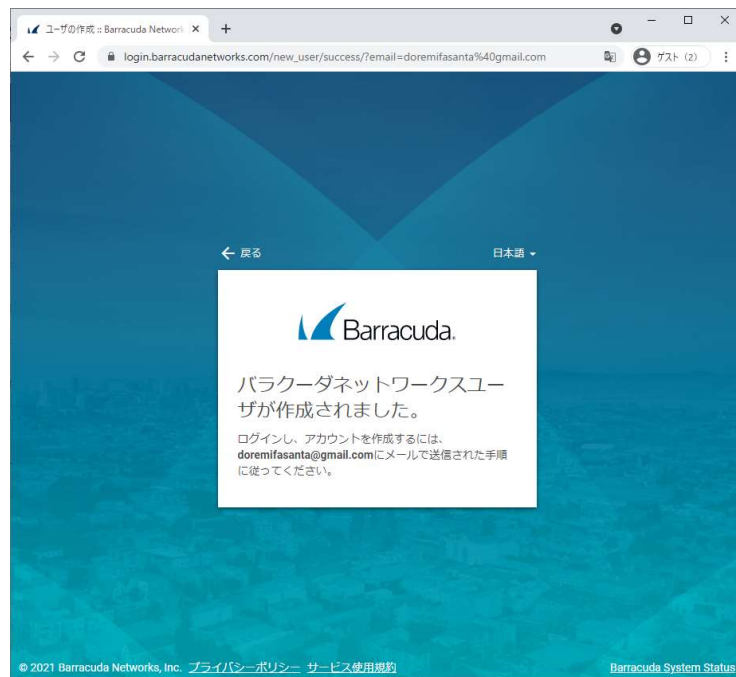 ユーザの作成 :: Barracuda Network
login.barracudanetworks.com/new_user/success/?email=doremifasanta%40gmail.com
ゲスト (2)
戻る
日本語
Barracuda.
バラクーダネットワークスユー
ザが作成されました。
ログインし、アカウントを作成するには、
doremifasanta@gmail.comにメールで送信された手順
に従ってください。
© 2021 Barracuda Networks, Inc. プライバシーポリシー サービス使用規約
Barracuda System Status